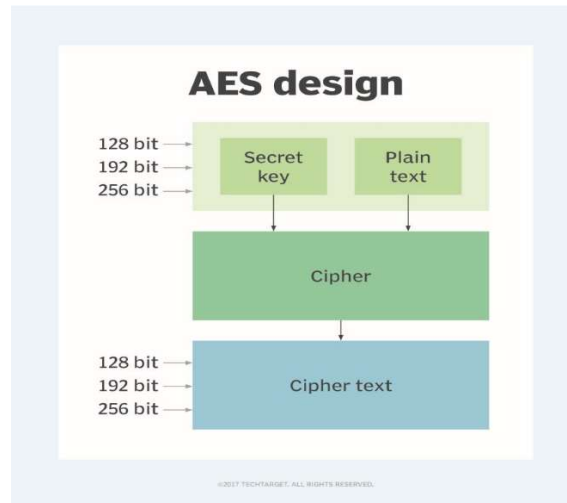 AES design
128 bit
192 bit
256 bit
Secret
key
Plain
text
Cipher
128 bit
192 bit
256 bit
Cipher text
©2017 TECHTARGET. ALL RIGHTS RESERVED.